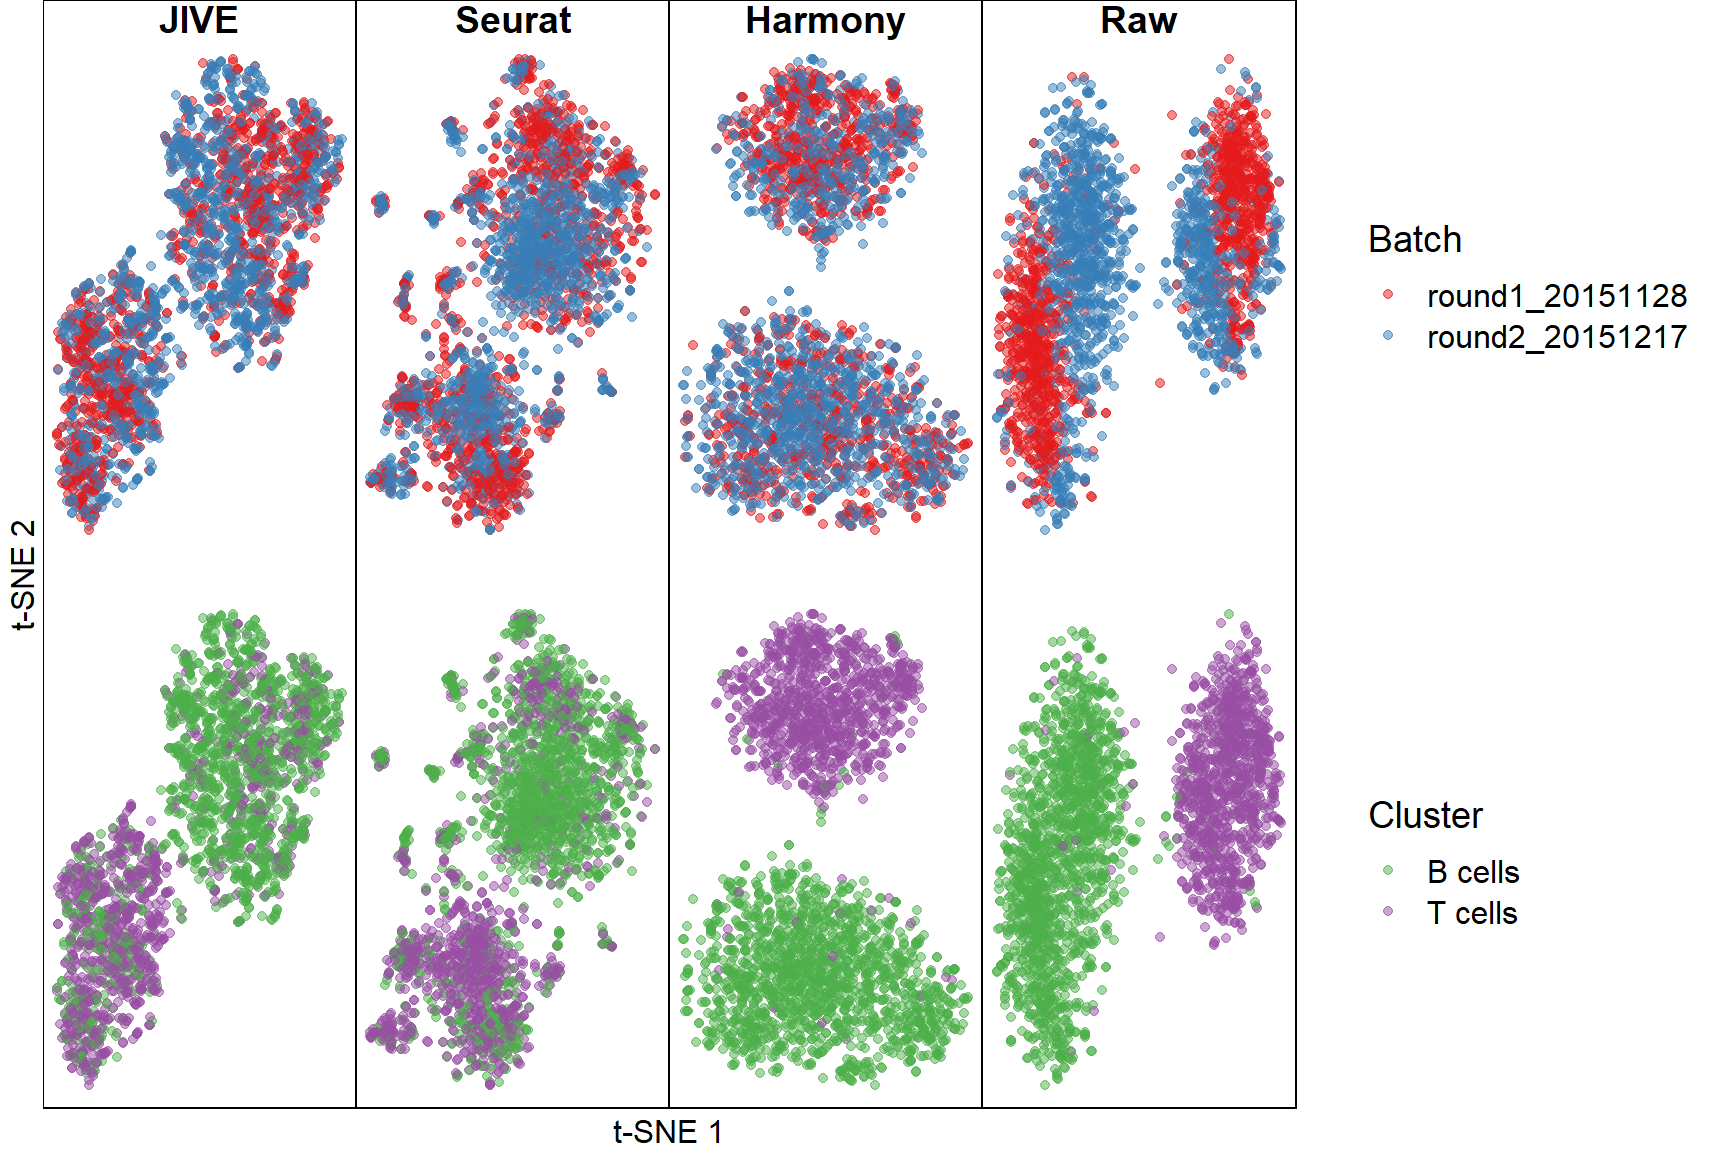 JIVE
Seurat
Harmony
Raw
t-SNE 2
t-SNE 1
Batch
round1_20151128
round2_20151217
Cluster
B cells
T cells